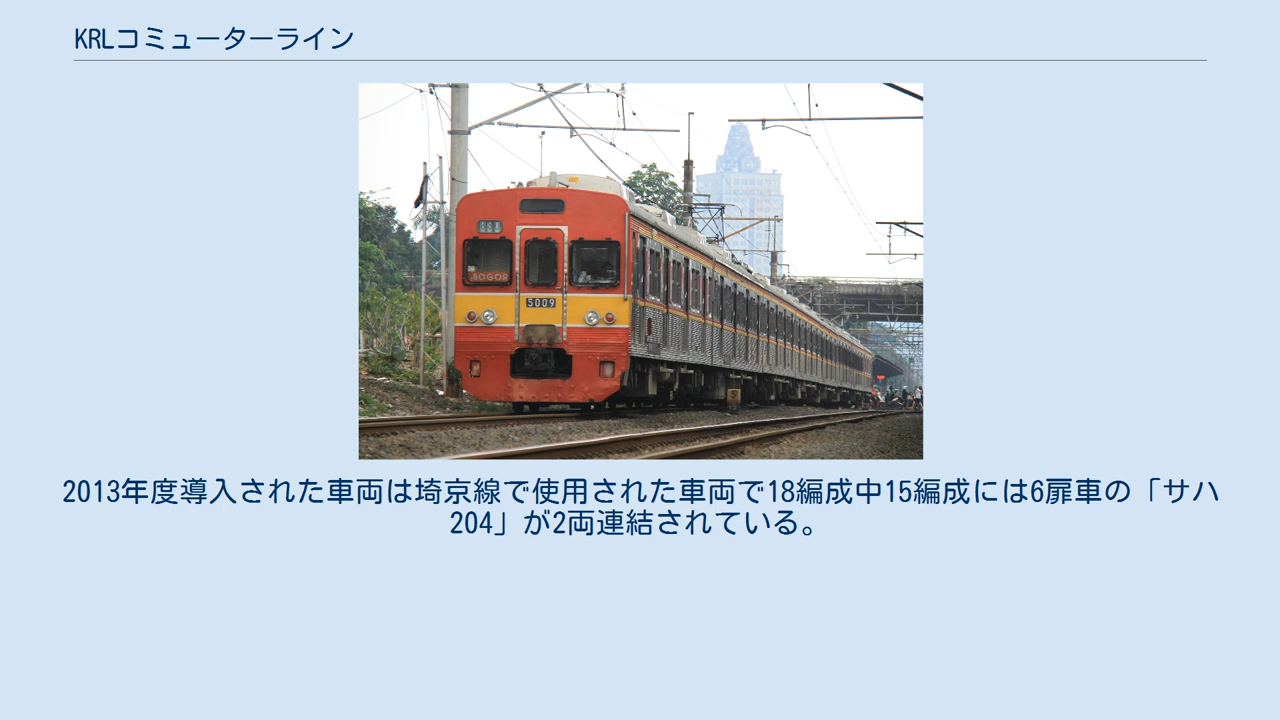 KRLコミューターライン
BOGOR
5009
2013年度導入された車両は埼京線で使用された車両で18編成中15編成には6扉車の「サハ
204」が2両連結されている。